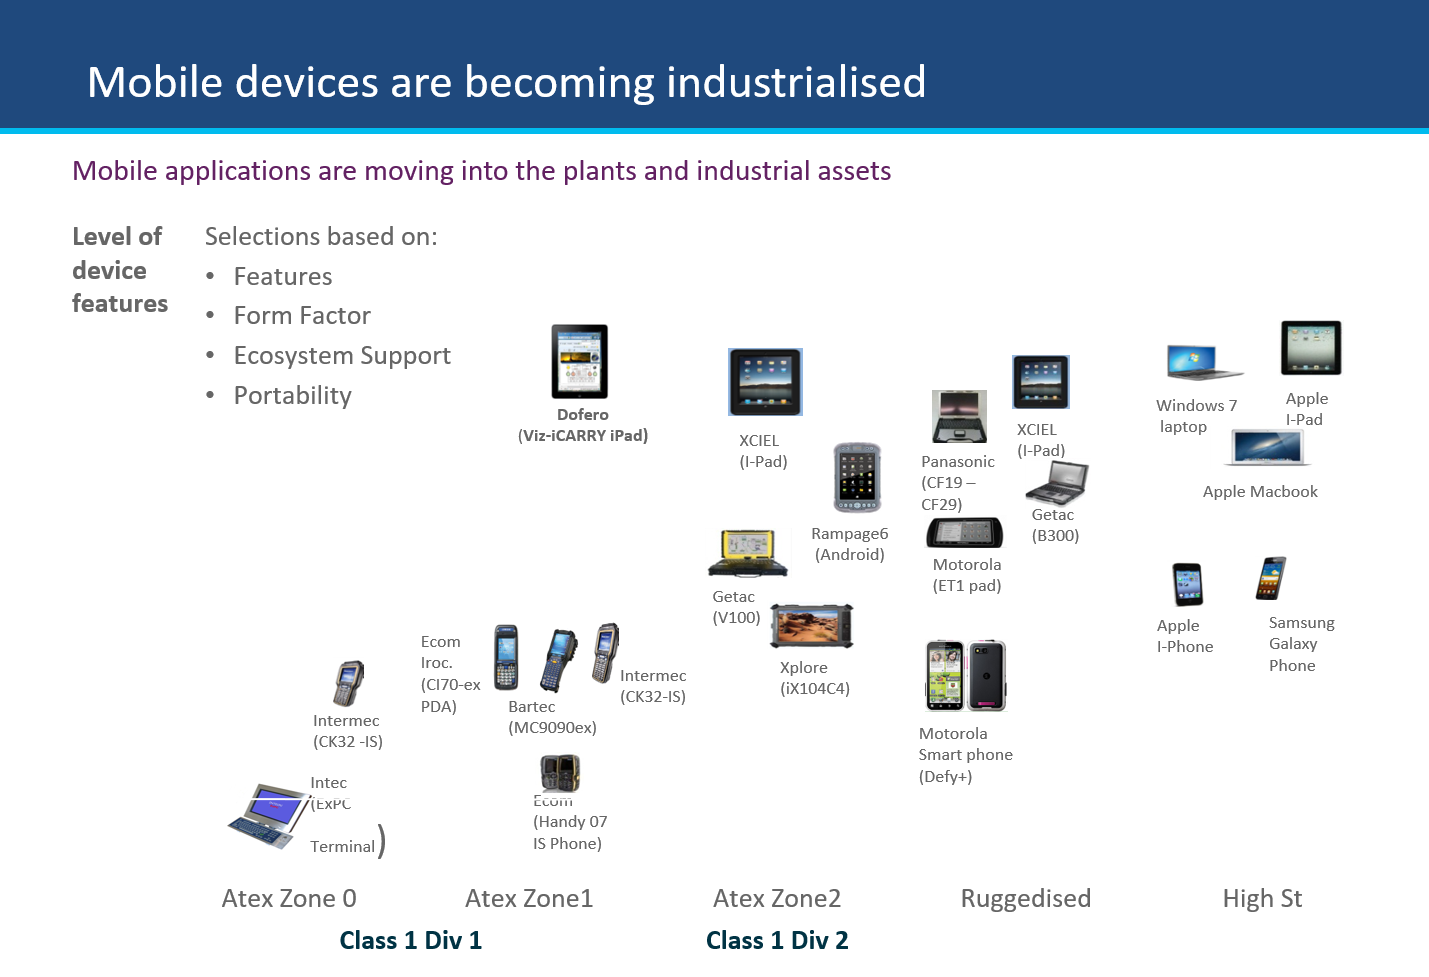 Mobile devices are becoming industrialised
Mobile applications are moving into the plants and industrial assets
Level of
device
features
Selections based on:
• Features
• Form Factor
• Ecosystem Support
• Portability
Dofero
(Viz-iCARRY iPad)
XCIEL
(I-Pad)
Rampage6
(Android)
Getac
(V100)
Xplore
(iX104C4)
Panasonic
(CF19 –
CF29)
XCIEL
(I-Pad)
Getac
(B300)
Motorola
(ET1 pad)
Motorola
Smart phone
(Defy+)
Windows 7
laptop
Apple
I-Pad
Apple Macbook
Apple
I-Phone
Samsung
Galaxy
Phone
Ecom
Iroc.
(CI70-ex
PDA)
Bartec
(MC9090ex)
Intermec
(CK32-IS)
Intermec
(CK32 -IS)
Intec
(ExPC
Terminal)
Ecom
(Handy 07
IS Phone)
Atex Zone 0
Atex Zone1
Atex Zone2
Ruggedised
High St
Class 1 Div 1
Class 1 Div 2